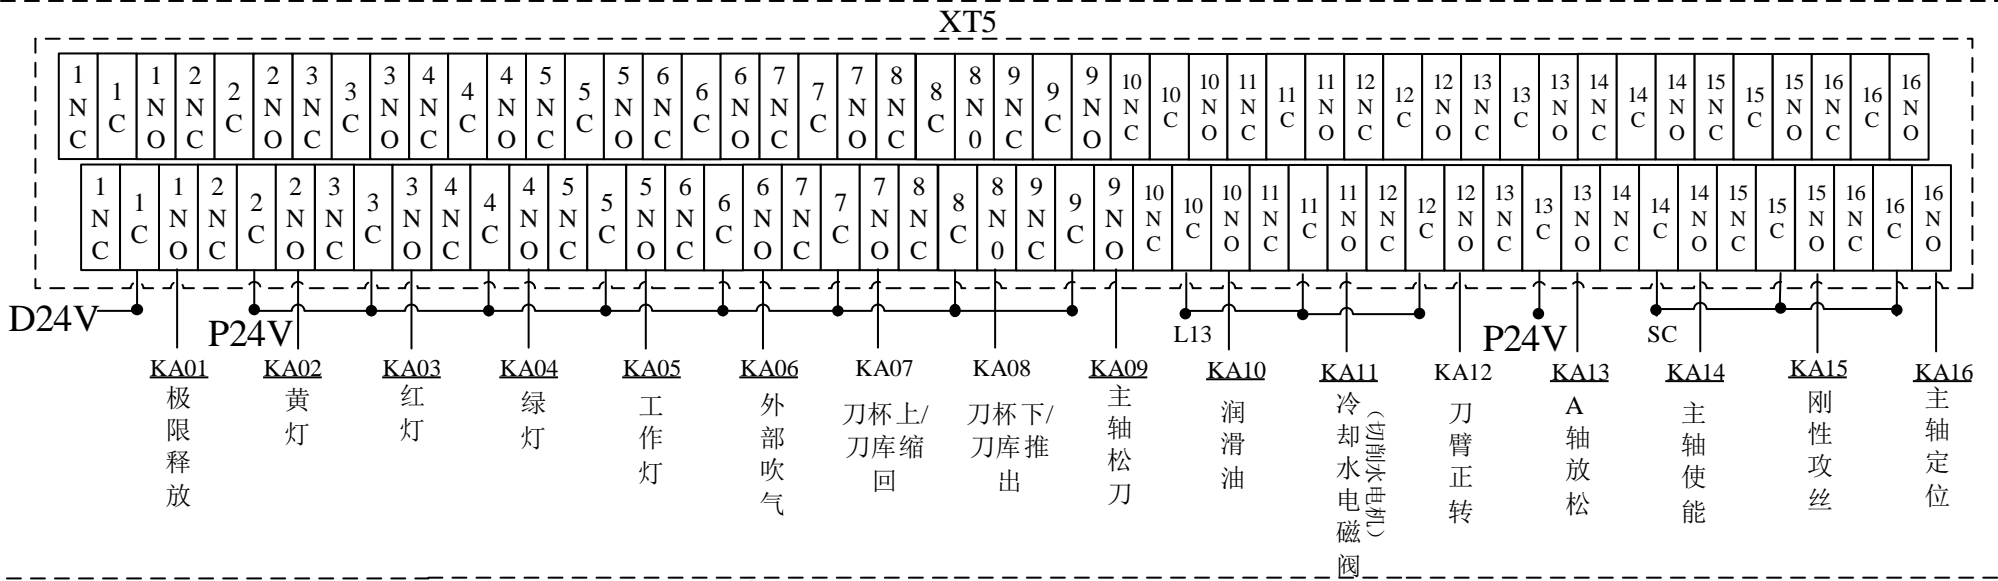 XT5
1NC 1C 1NO 2NC 2C 2NO 3NC 3C 3NO 4NC 4C 4NO 5NC 5C 5NO 6NC 6C 6NO 7NC 7C 7NO 8NC 8C 8N0 9NC 9C 9NO 10NC 10C 10NO 11NC 11C 11NO 12NC 12C 12NO 13NC 13C 13NO 14NC 14C 14NO 15NC 15C 15NO 16NC 16C 16NO
1NC 1C 1NO 2NC 2C 2NO 3NC 3C 3NO 4NC 4C 4NO 5NC 5C 5NO 6NC 6C 6NO 7NC 7C 7NO 8NC 8C 8N0 9NC 9C 9NO 10NC 10C 10NO 11NC 11C 11NO 12NC 12C 12NO 13NC 13C 13NO 14NC 14C 14NO 15NC 15C 15NO 16NC 16C 16NO
D24V P24V L13 P24V SC
KA01 KA02 KA03 KA04 KA05 KA06 KA07 KA08 KA09 KA10 KA11 KA12 KA13 KA14 KA15 KA16
极限释放
黄灯
红灯
绿灯
工作灯
外部吹气
刀杯上/
刀库缩
回
刀杯下/
刀库推
出
主轴松刀
润滑油
冷却水电磁阀
（切削水电机）
刀臂正转
A轴放松
主轴使能
刚性攻丝
主轴定位